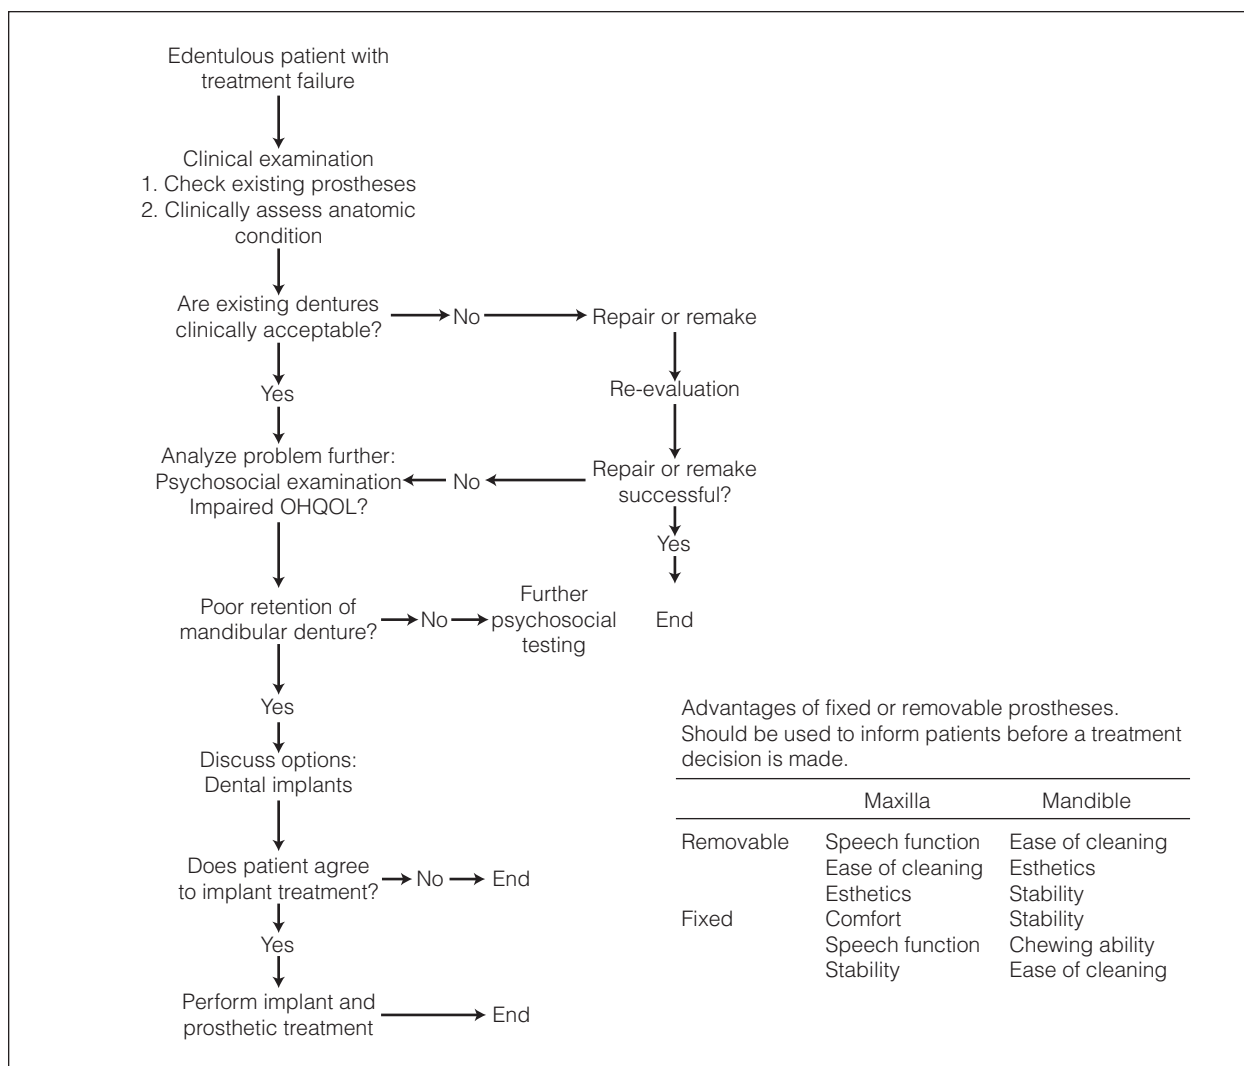 Edentulous patient with
treatment failure
Clinical examination
1. Check existing prostheses
2. Clinically assess anatomic
condition
Are existing dentures
clinically acceptable?
No
Repair or remake
Yes
Re-evaluation
Analyze problem further:
Psychosocial examination
Impaired OHQOL?
No
Repair or remake
successful?
Yes
Poor retention of
mandibular denture?
No
Further
psychosocial
testing
End
Yes
Discuss options:
Dental implants
Does patient agree
to implant treatment?
No
End
Yes
Perform implant and
prosthetic treatment
End
Advantages of fixed or removable prostheses.
Should be used to inform patients before a treatment
decision is made.
Maxilla Mandible
Removable Speech function Ease of cleaning
Ease of cleaning Esthetics
Esthetics Stability
Fixed Comfort Stability
Speech function Chewing ability
Stability Ease of cleaning